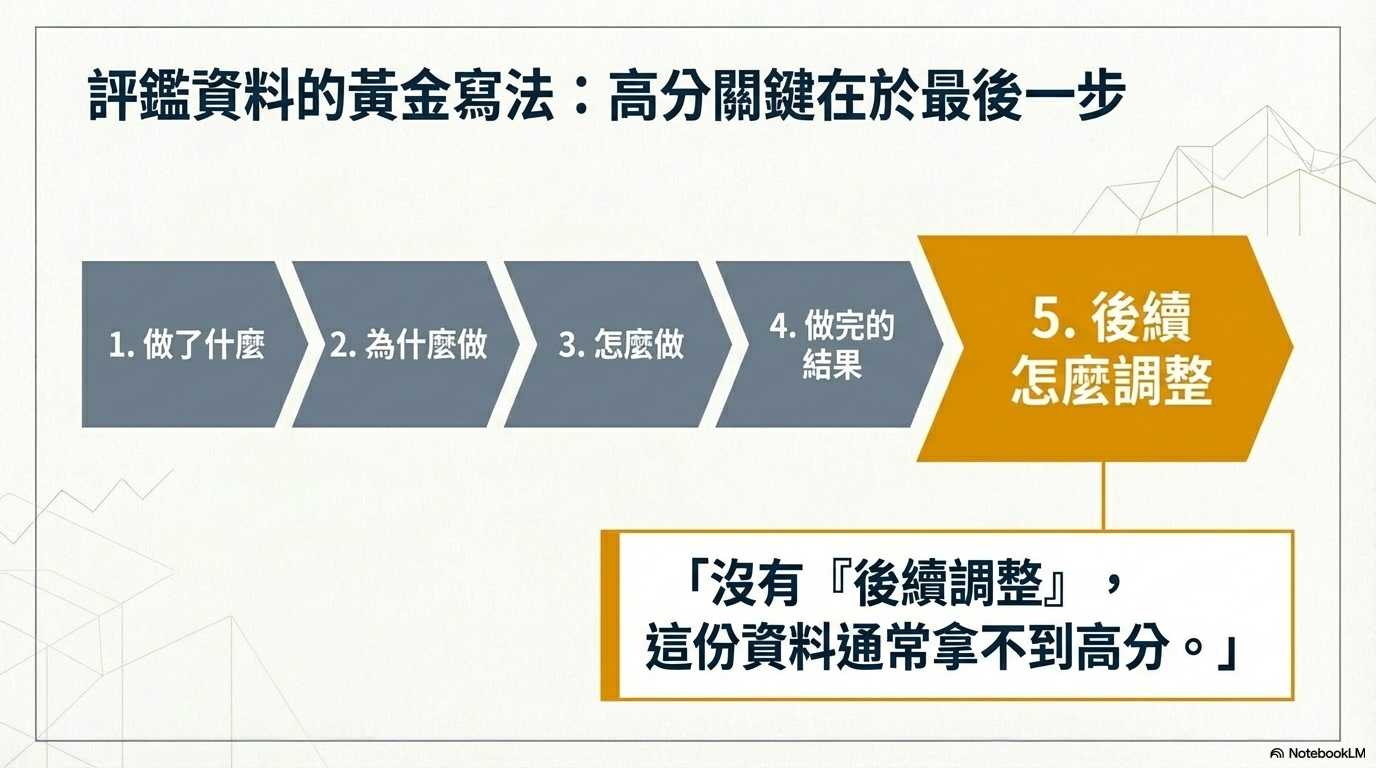 評鑑資料的黃金寫法：高分關鍵在於最後一步
1. 做了什麼
2. 為什麼做
3. 怎麼做
4. 做完的
結果
5. 後續
怎麼調整
「沒有『後續調整』，
這份資料通常拿不到高分。」
NotebookLM